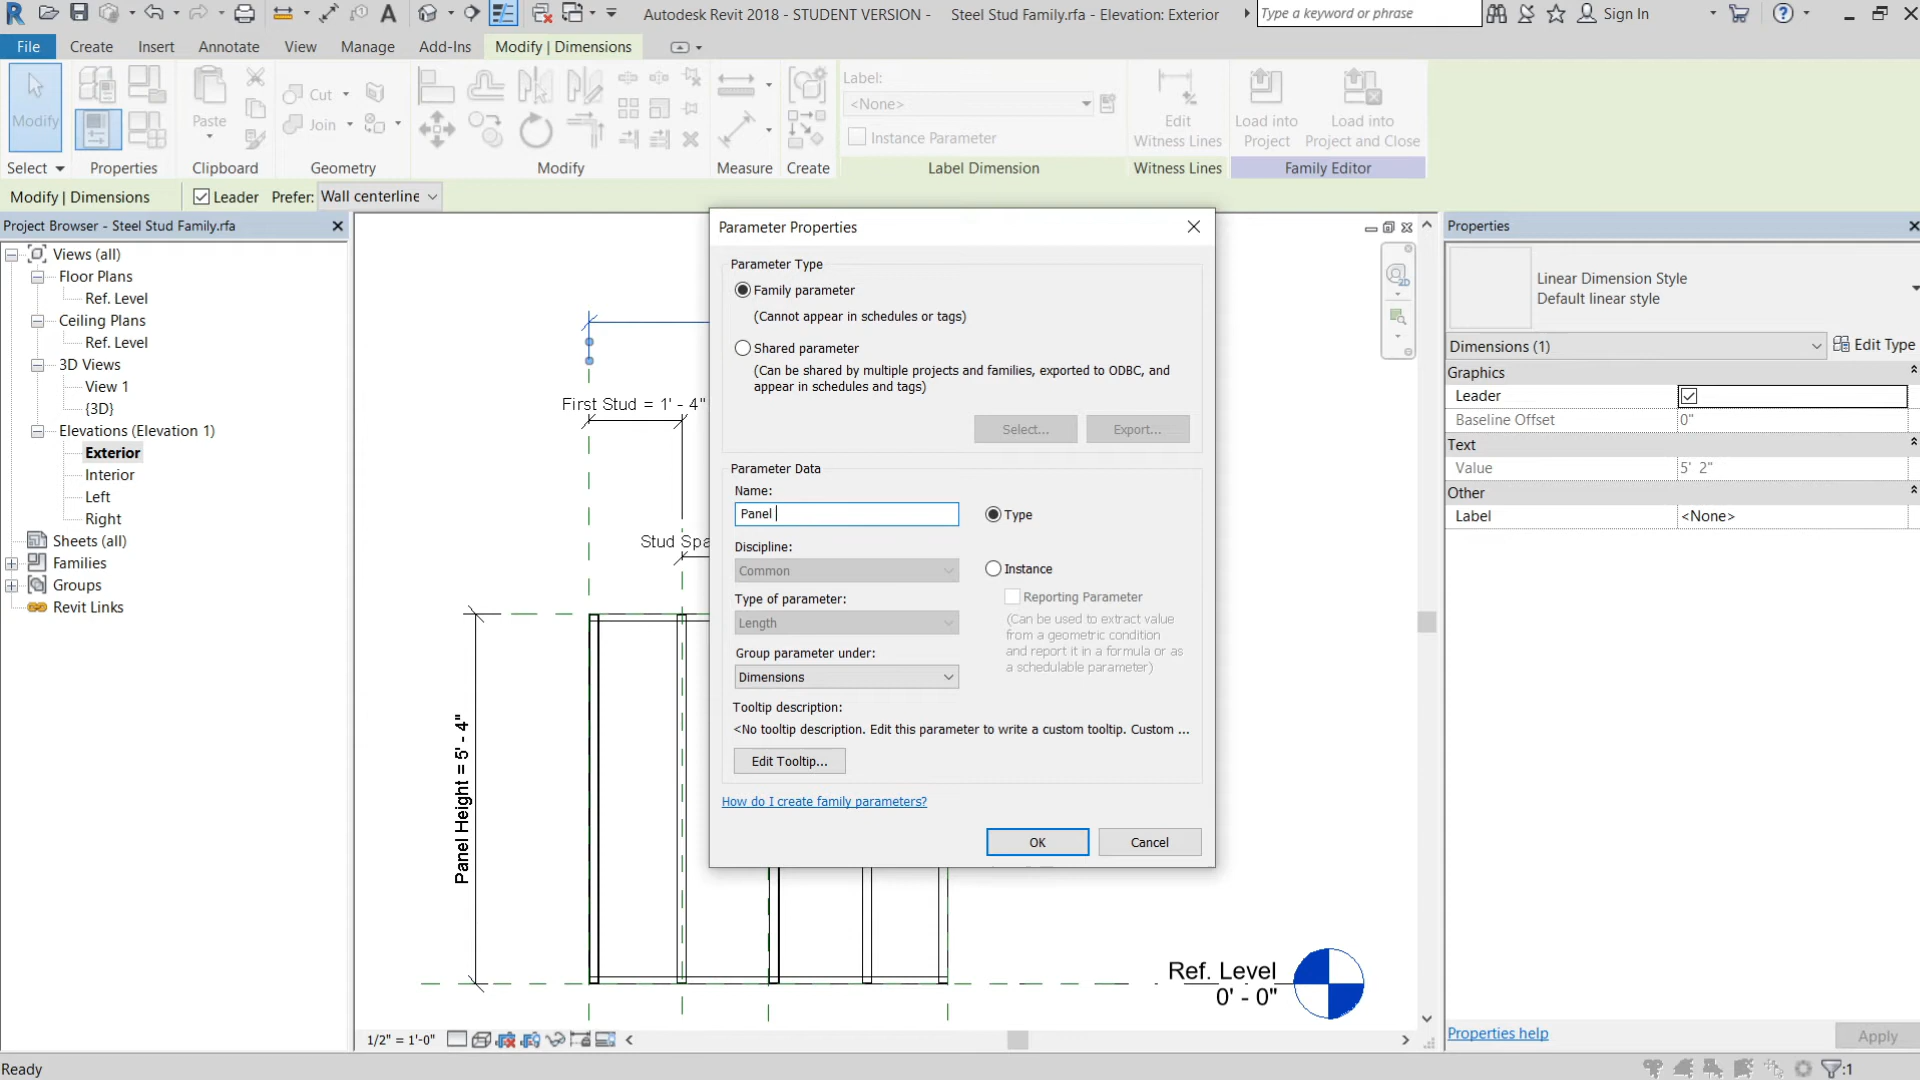 Autodesk Revit 2018 - STUDENT VERSION - Steel Stud Family.rfa - Elevation: Exterior
Type a keyword or phrase
Sign In
File Create Insert Annotate View Manage Add-Ins Modify | Dimensions
Modify
Paste
Cut
Join
Label:
<None>
Instance Parameter
Edit
Witness Lines
Load into
Project
Load into
Project and Close
Select Properties Clipboard Geometry Modify Measure Create Label Dimension Witness Lines Family Editor
Modify | Dimensions Leader Prefer: Wall centerline
Project Browser - Steel Stud Family.rfa
Views (all)
Floor Plans
Ref. Level
Ceiling Plans
Ref. Level
3D Views
View 1
{3D}
Elevations (Elevation 1)
Exterior
Interior
Left
Right
Sheets (all)
Families
Groups
Revit Links
First Stud = 1' - 4"
Stud Spa
Panel Height = 5' - 4"
Ref. Level
0' - 0"
2D
1/2" = 1'-0"
Parameter Properties
Parameter Type
Family parameter
(Cannot appear in schedules or tags)
Shared parameter
(Can be shared by multiple projects and families, exported to ODBC, and
appear in schedules and tags)
Select...
Export...
Parameter Data
Name:
Panel
Type
Discipline:
Common
Instance
Reporting Parameter
(Can be used to extract value
from a geometric condition
and report it in a formula or as
a schedulable parameter)
Type of parameter:
Length
Group parameter under:
Dimensions
Tooltip description:
<No tooltip description. Edit this parameter to write a custom tooltip. Custom ...
Edit Tooltip...
How do I create family parameters?
OK
Cancel
Properties
Linear Dimension Style
Default linear style
Dimensions (1)
Edit Type
Graphics
Leader
Baseline Offset 0"
Text
Value 5' 2"
Other
Label <None>
Properties help
Apply
Ready
:1